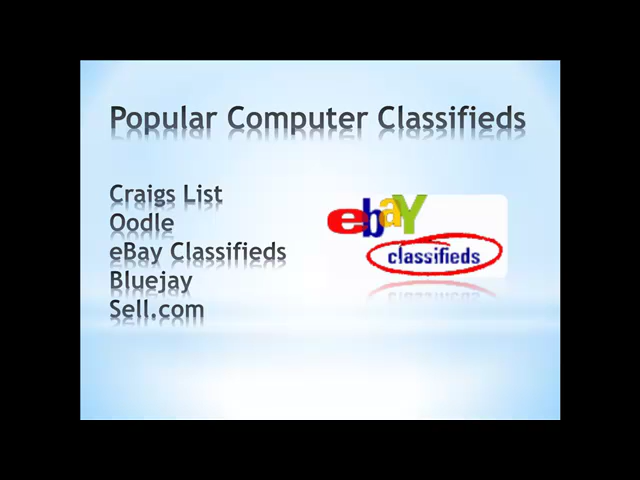 Popular Computer Classifieds
Craigs List
Oodle
eBay Classifieds
Bluejay
Sell.com
ebaY
classifieds